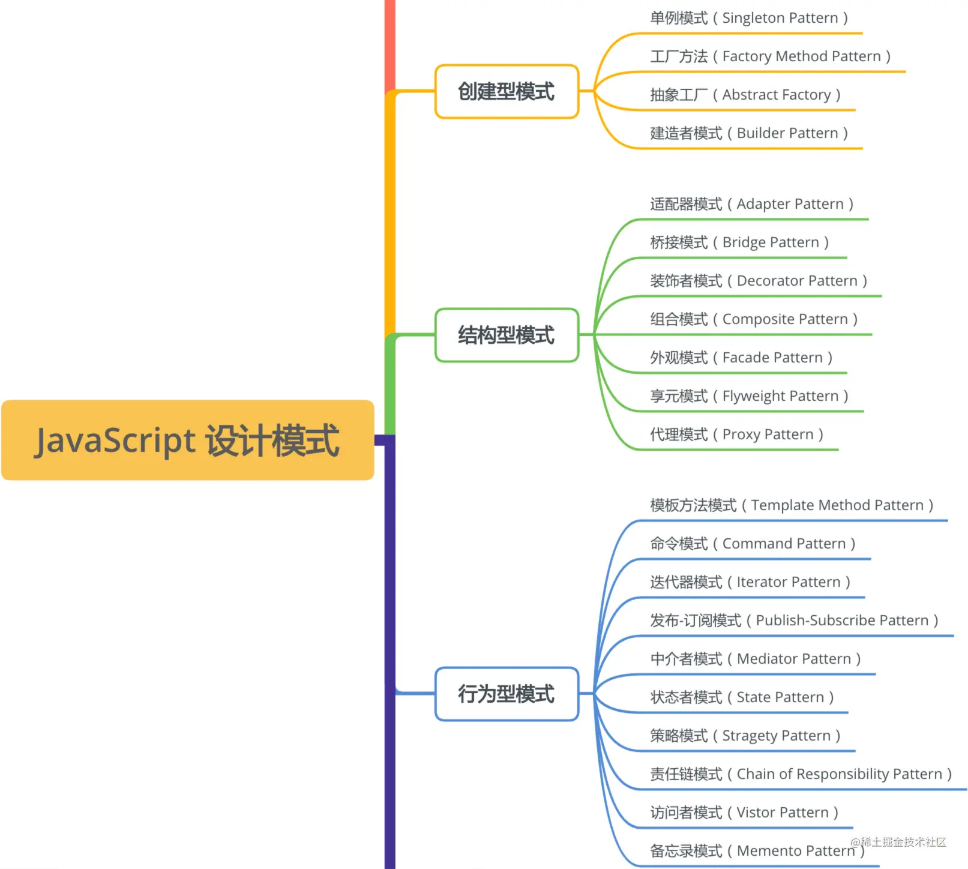 JavaScript 设计模式
创建型模式
单例模式 ( Singleton Pattern )
工厂方法 ( Factory Method Pattern )
抽象工厂 ( Abstract Factory )
建造者模式 ( Builder Pattern )
结构型模式
适配器模式 ( Adapter Pattern )
桥接模式 ( Bridge Pattern )
装饰者模式 ( Decorator Pattern )
组合模式 ( Composite Pattern )
外观模式 ( Facade Pattern )
享元模式 ( Flyweight Pattern )
代理模式 ( Proxy Pattern )
行为型模式
模板方法模式 ( Template Method Pattern )
命令模式 ( Command Pattern )
迭代器模式 ( Iterator Pattern )
发布-订阅模式 ( Publish-Subscribe Pattern )
中介者模式 ( Mediator Pattern )
状态者模式 ( State Pattern )
策略模式 ( Stragety Pattern )
责任链模式 ( Chain of Responsibility Pattern )
访问者模式 ( Vistor Pattern )
备忘录模式 ( Memento Pattern )
@稀土掘金技术社区